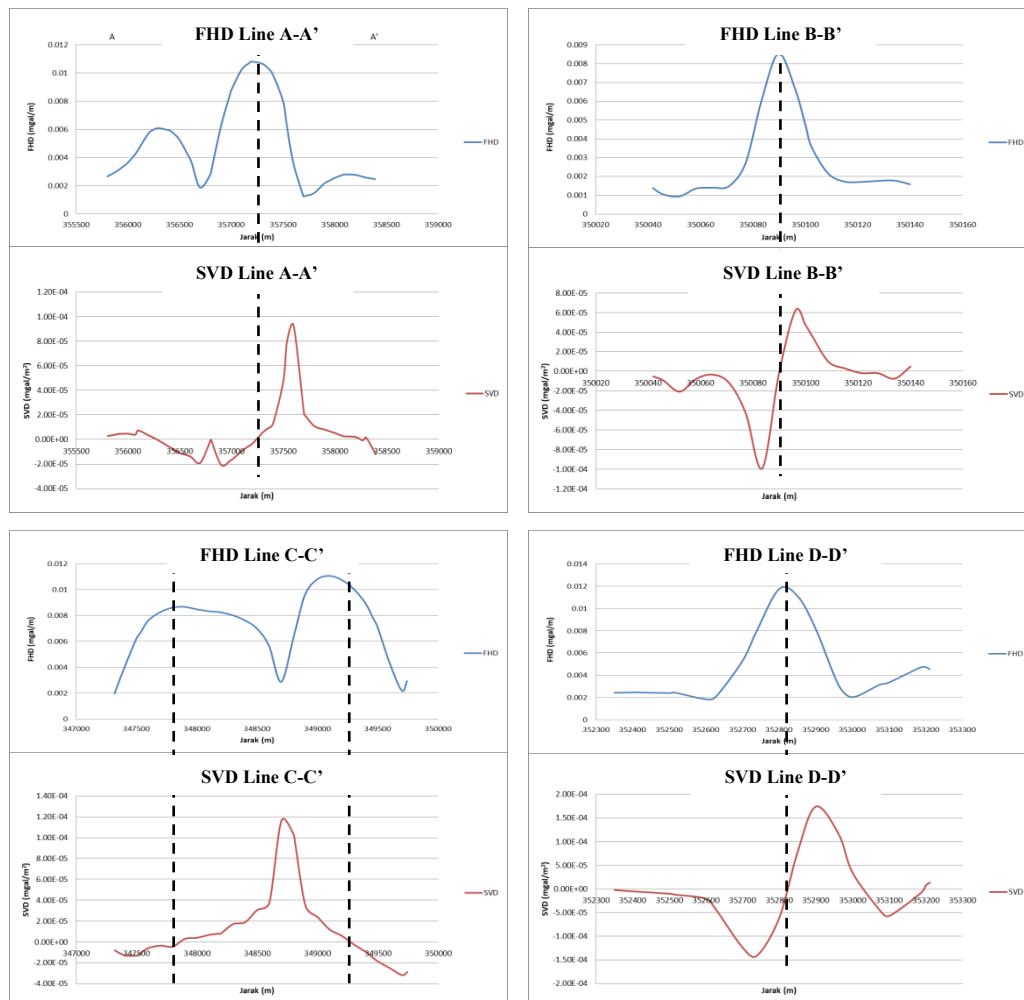 FHD Line A-A’
A
A'
0.012
0.01
0.008
0.006
0.004
0.002
0
FHD (mgal/m)
355500 356000 356500 357000 357500 358000 358500 359000
Jarak (m)
FHD
FHD Line B-B’
0.009
0.008
0.007
0.006
0.005
0.004
0.003
0.002
0.001
0
FHD (mgal/m)
350020 350040 350060 350080 350100 350120 350140 350160
Jarak (m)
FHD
SVD Line A-A’
1.20E-04
1.00E-04
8.00E-05
6.00E-05
4.00E-05
2.00E-05
0.00E+00
-2.00E-05
-4.00E-05
SVD (mgal/m²)
355500 356000 356500 357000 357500 358000 358500 359000
Jarak (m)
SVD
SVD Line B-B’
8.00E-05
6.00E-05
4.00E-05
2.00E-05
0.00E+00
-2.00E-05
-4.00E-05
-6.00E-05
-8.00E-05
-1.00E-04
-1.20E-04
SVD (mgal/m²)
350020 350040 350060 350080 350100 350120 350140 350160
Jarak (m)
SVD
FHD Line C-C’
0.012
0.01
0.008
0.006
0.004
0.002
0
FHD (mgal/m)
347000 347500 348000 348500 349000 349500 350000
Jarak (m)
FHD
FHD Line D-D’
0.014
0.012
0.01
0.008
0.006
0.004
0.002
0
FHD (mgal/m)
352300 352400 352500 352600 352700 352800 352900 353000 353100 353200 353300
Jarak (m)
FHD
SVD Line C-C’
1.40E-04
1.20E-04
1.00E-04
8.00E-05
6.00E-05
4.00E-05
2.00E-05
0.00E+00
-2.00E-05
-4.00E-05
SVD (mgal/m²)
347000 347500 348000 348500 349000 349500 350000
Jarak (m)
SVD
SVD Line D-D’
2.00E-04
1.50E-04
1.00E-04
5.00E-05
0.00E+00
-5.00E-05
-1.00E-04
-1.50E-04
-2.00E-04
SVD (mgal/m²)
352300 352400 352500 352600 352700 352800 352900 353000 353100 353200 353300
Jarak (m)
SVD